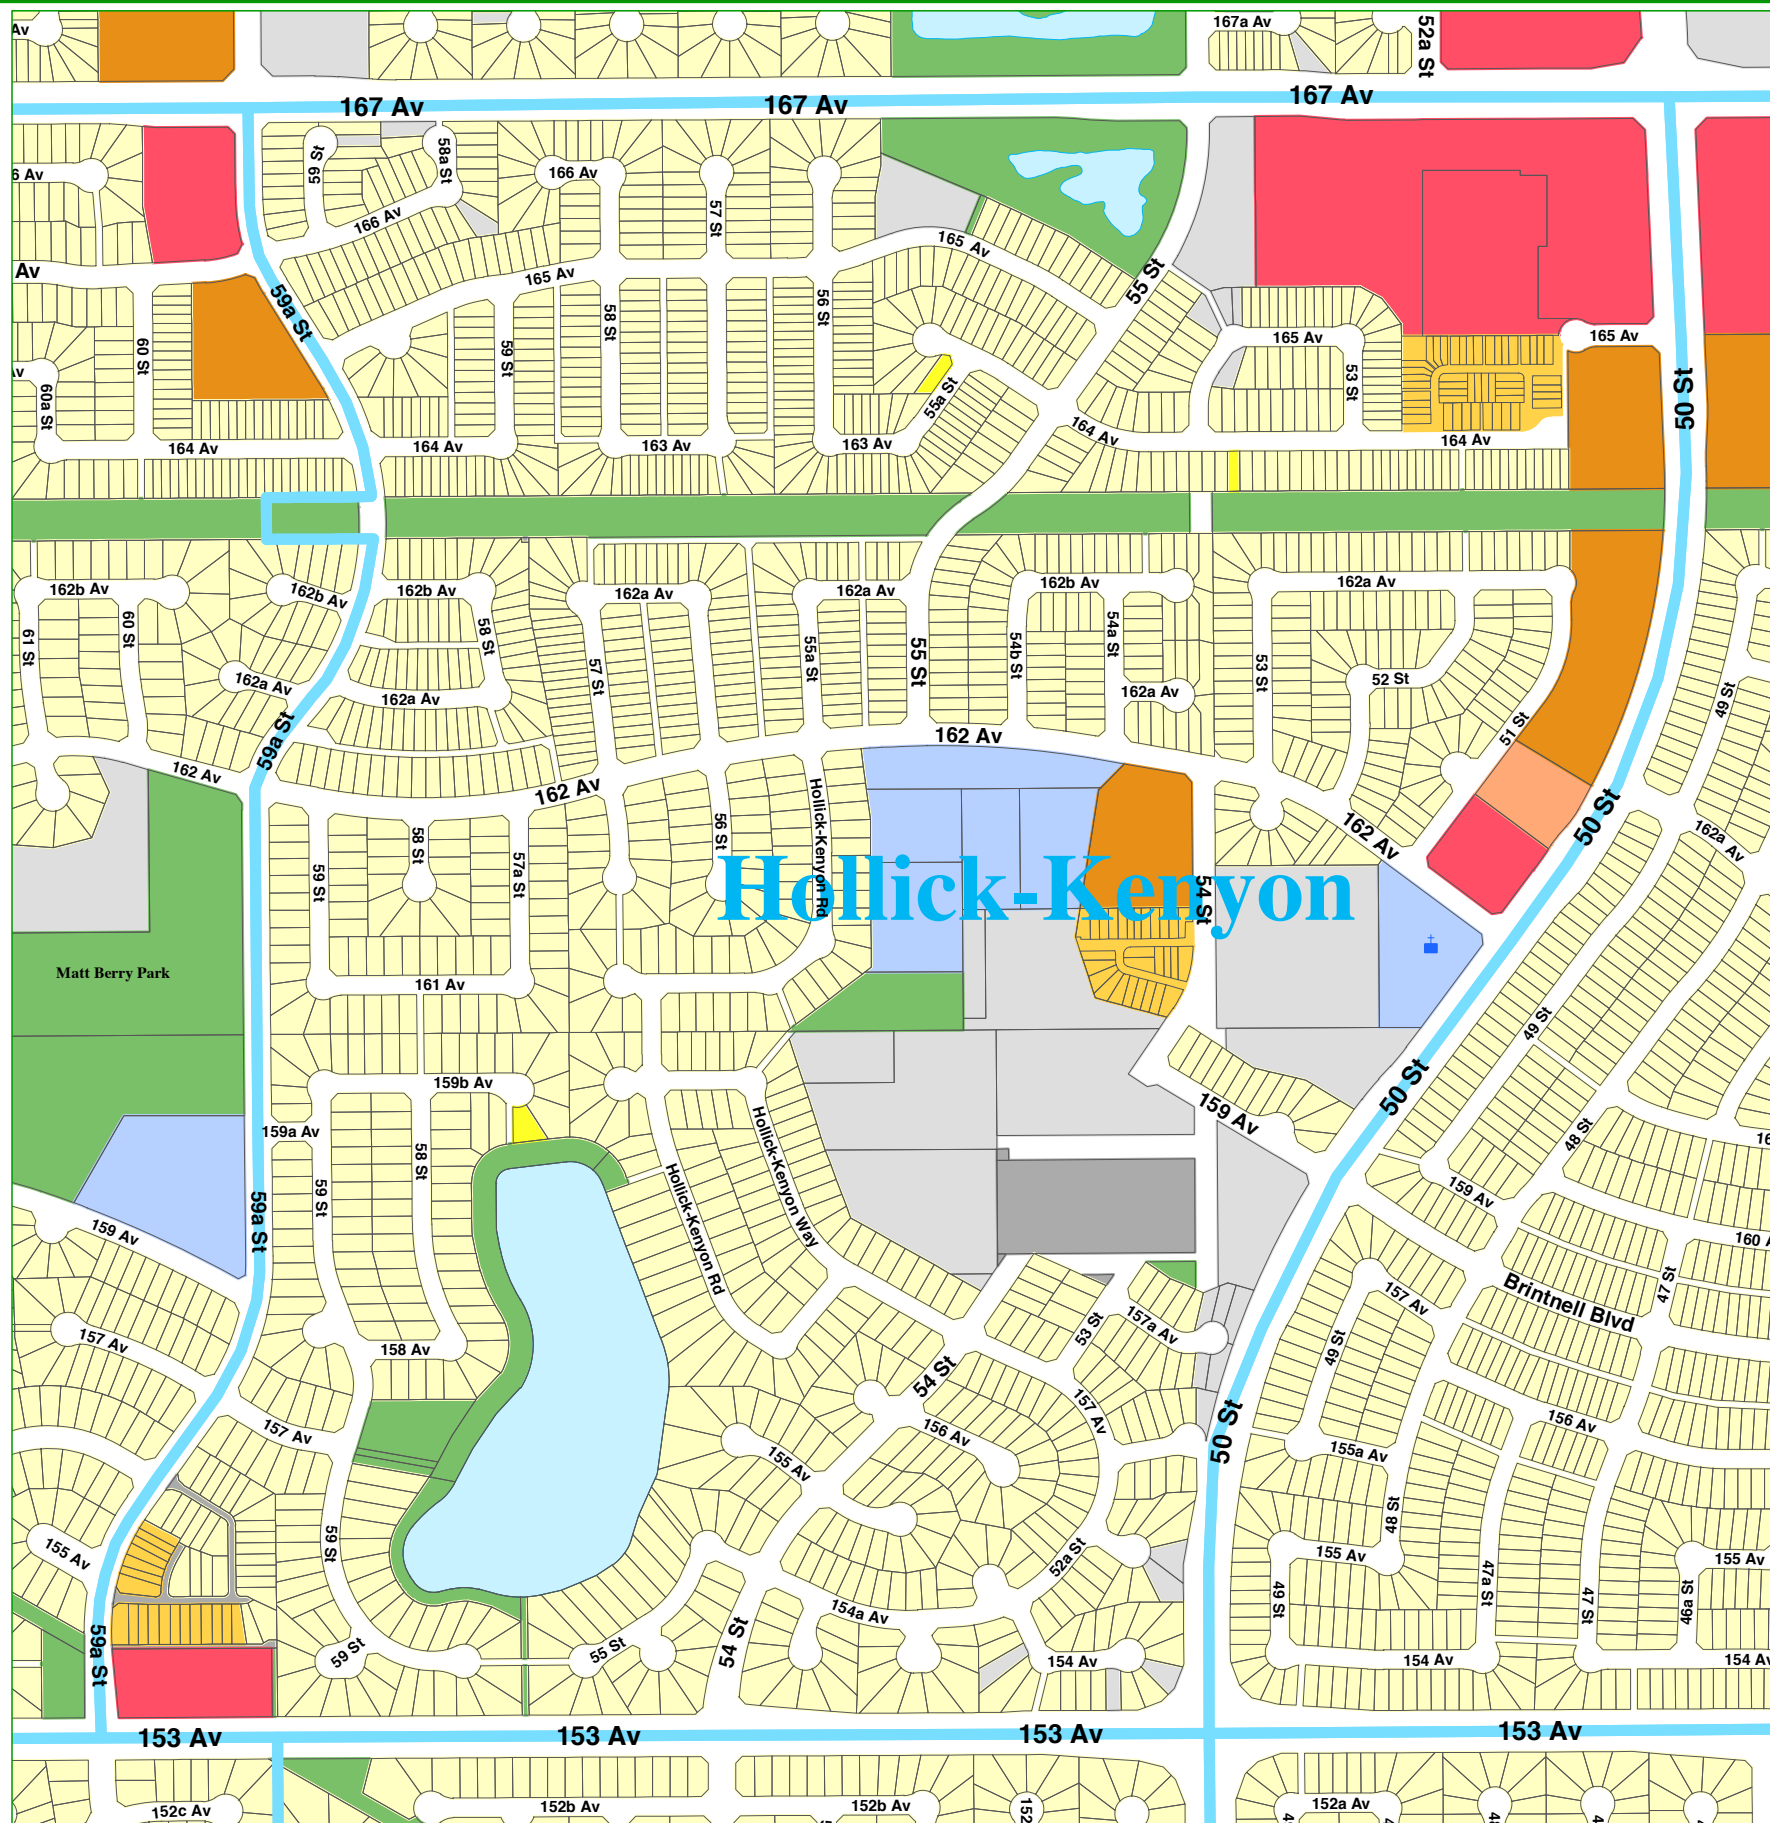 Av
167a Av
52a St
167 Av
167 Av
167 Av
59 St
58a St
6 Av
166 Av
166 Av
57 St
165 Av
Av
165 Av
55 St
59a St
56 St
58 St
60 St
59 St
165 Av
165 Av
53 St
50 St
60a St
55a St
164 Av
164 Av
163 Av
163 Av
164 Av
164 Av
162b Av
162b Av
162b Av
162a Av
162a Av
162b Av
162a Av
61 St
60 St
58 St
57 St
55a St
55 St
54b St
54a St
53 St
52 St
162a Av
162a Av
162a Av
49 St
51 St
59a St
162 Av
162 Av
162 Av
Hollick-Kenyon Rd
56 St
58 St
59 St
57a St
162 Av
50 St
162a Av
Hollick-Kenyon
54 St
Matt Berry Park
161 Av
49 St
50 St
159b Av
159 Av
159a Av
58 St
59 St
48 St
Hollick-Kenyon Way
Hollick-Kenyon Rd
159 Av
59a St
159 Av
160
47 St
Brintnell Blvd
157 Av
157a Av
53 St
49 St
157 Av
158 Av
54 St
157 Av
50 St
156 Av
157 Av
156 Av
155a Av
155 Av
48 St
59 St
155 Av
52a St
155 Av
155 Av
47a St
49 St
47 St
46a St
154a Av
59a St
54 St
59 St
55 St
154 Av
154 Av
154 Av
153 Av
153 Av
153 Av
153 Av
152c Av
152b Av
152b Av
152
152a Av